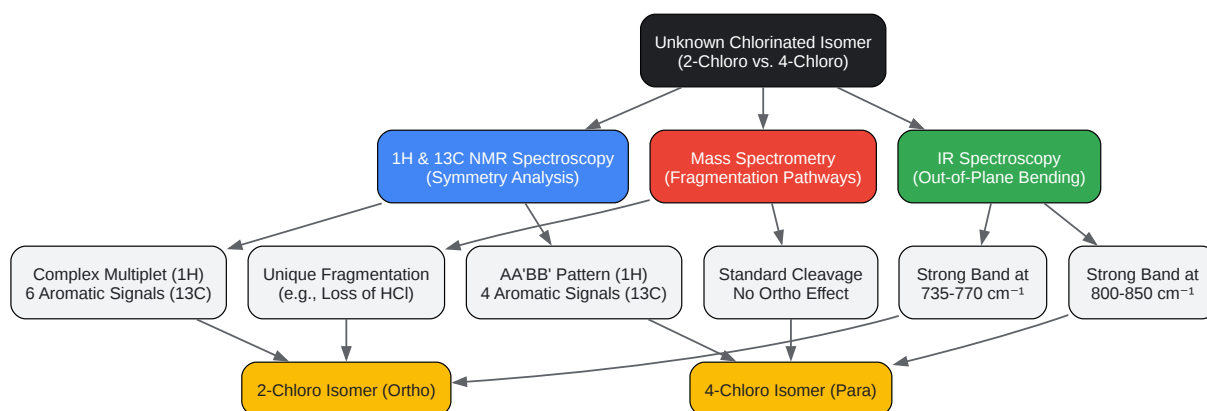 Unknown Chlorinated Isomer
(2-Chloro vs. 4-Chloro)
1H & 13C NMR Spectroscopy
(Symmetry Analysis)
Mass Spectrometry
(Fragmentation Pathways)
IR Spectroscopy
(Out-of-Plane Bending)
Complex Multiplet (1H)
6 Aromatic Signals (13C)
Unique Fragmentation
(e.g., Loss of HCl)
AA'BB' Pattern (1H)
4 Aromatic Signals (13C)
Standard Cleavage
No Ortho Effect
Strong Band at
735-770 cm⁻¹
Strong Band at
800-850 cm⁻¹
2-Chloro Isomer (Ortho)
4-Chloro Isomer (Para)